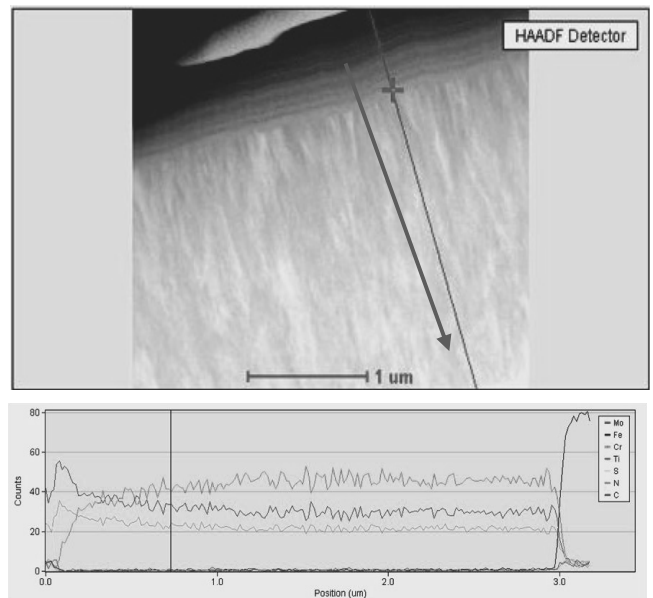 HAADF Detector
1 um
80
60
40
20
0
Counts
0.0 1.0 2.0 3.0
Position (um)
Mo
Fe
Cr
Ti
S
N
C